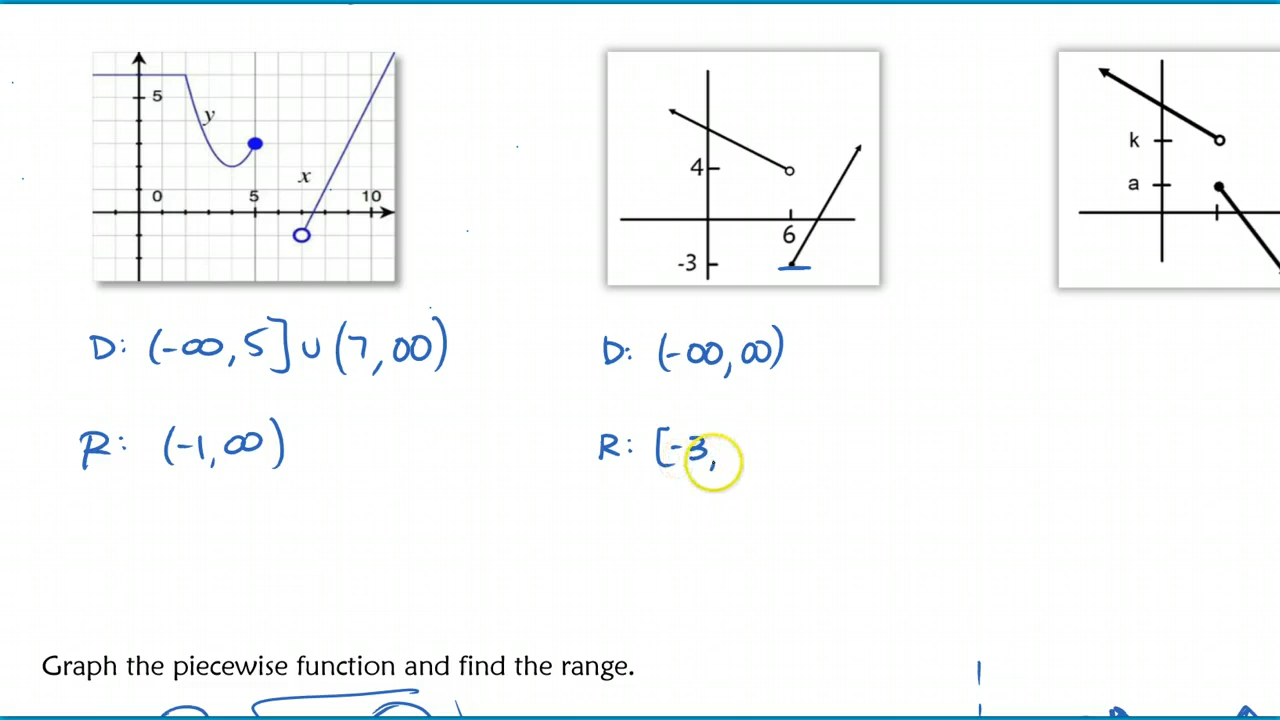 5
y
x
0 5 10
4
6
-3
k
a
D: (-∞, 5] ∪ (7, ∞)
D: (-∞, ∞)
R: (-1, ∞)
R: [-3,
Graph the piecewise function and find the range.